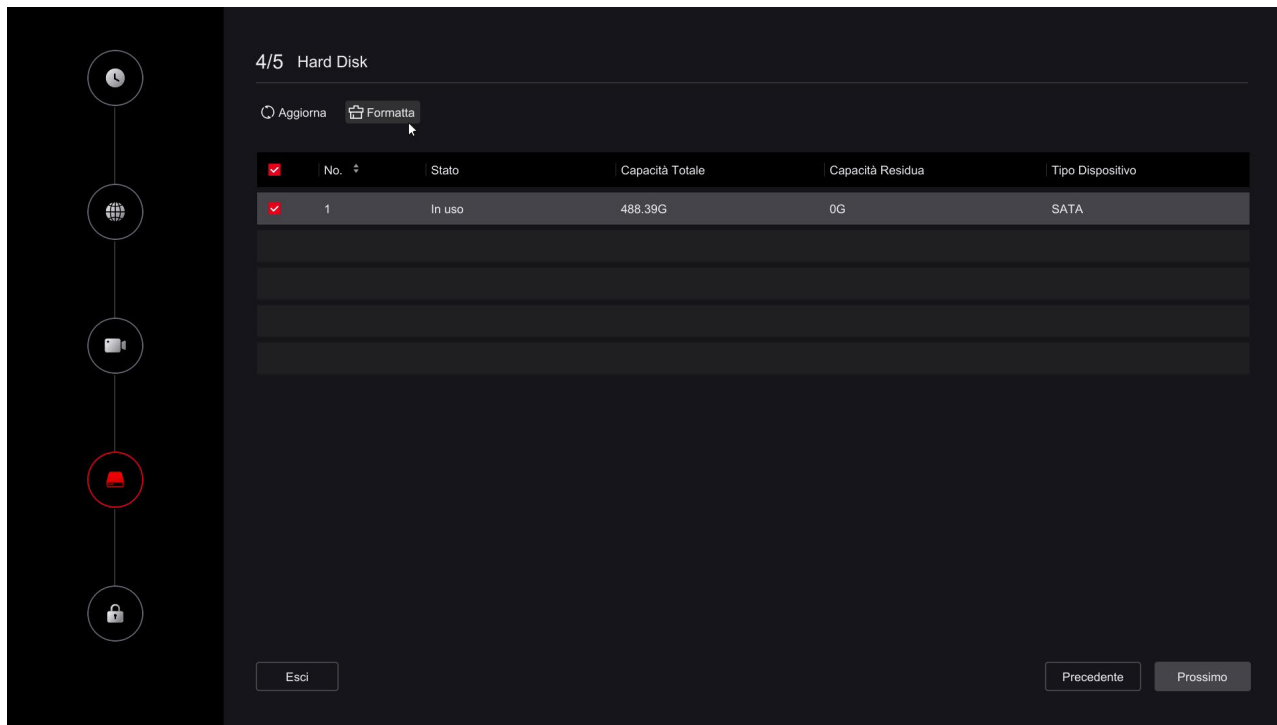 4/5 Hard Disk
Aggiorna Formatta
No. Stato Capacità Totale Capacità Residua Tipo Dispositivo
1 In uso 488.39G 0G SATA
Esci Precedente Prossimo